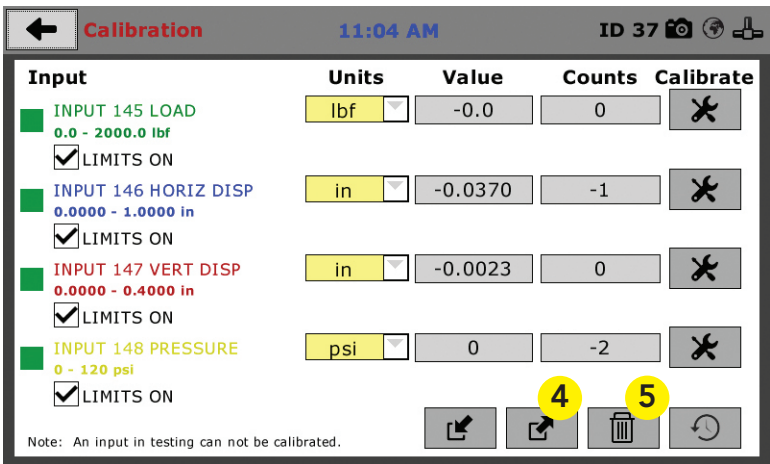 Calibration 11:04 AM ID 37
Input Units Value Counts Calibrate
INPUT 145 LOAD lbf -0.0 0
0.0 - 2000.0 lbf
LIMITS ON
INPUT 146 HORIZ DISP in -0.0370 -1
0.0000 - 1.0000 in
LIMITS ON
INPUT 147 VERT DISP in -0.0023 0
0.0000 - 0.4000 in
LIMITS ON
INPUT 148 PRESSURE psi 0 -2
0 - 120 psi
LIMITS ON
4 5
Note: An input in testing can not be calibrated.